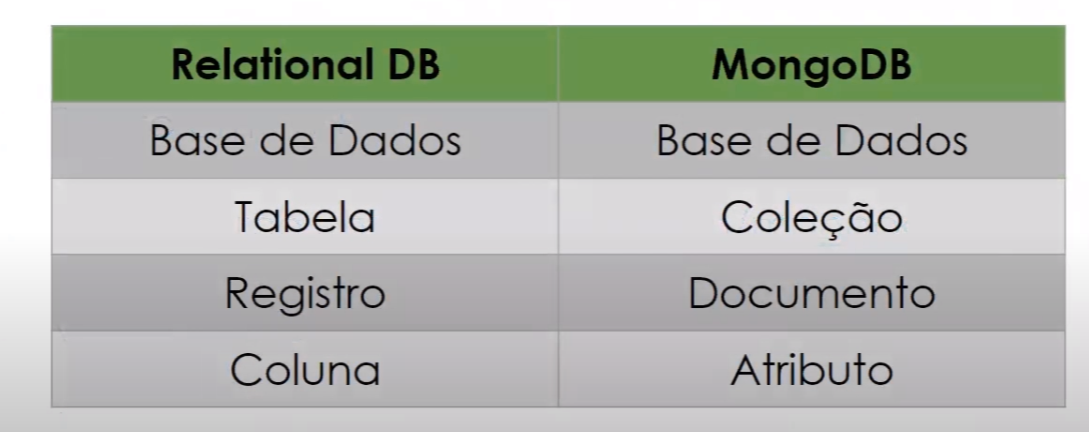 Relational DB MongoDB
Base de Dados Base de Dados
Tabela Coleção
Registro Documento
Coluna Atributo